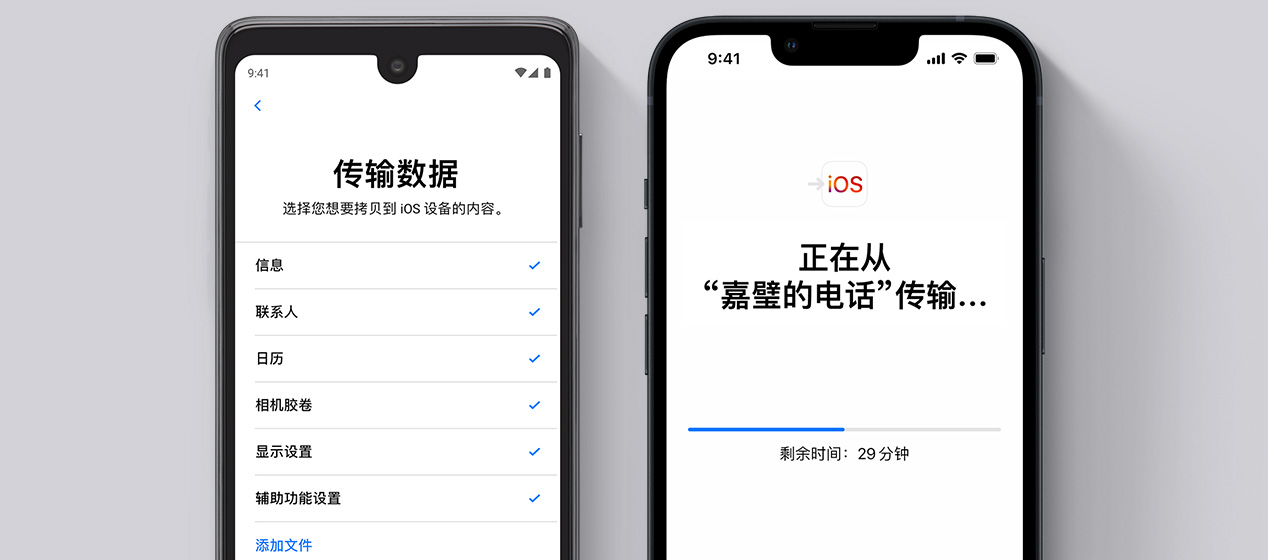 9:41
传输数据
选择您想要拷贝到 iOS 设备的内容。
信息
联系人
日历
相机胶卷
显示设置
辅助功能设置
添加文件
9:41
iOS
正在从
“嘉璧的电话”传输…
剩余时间：29 分钟